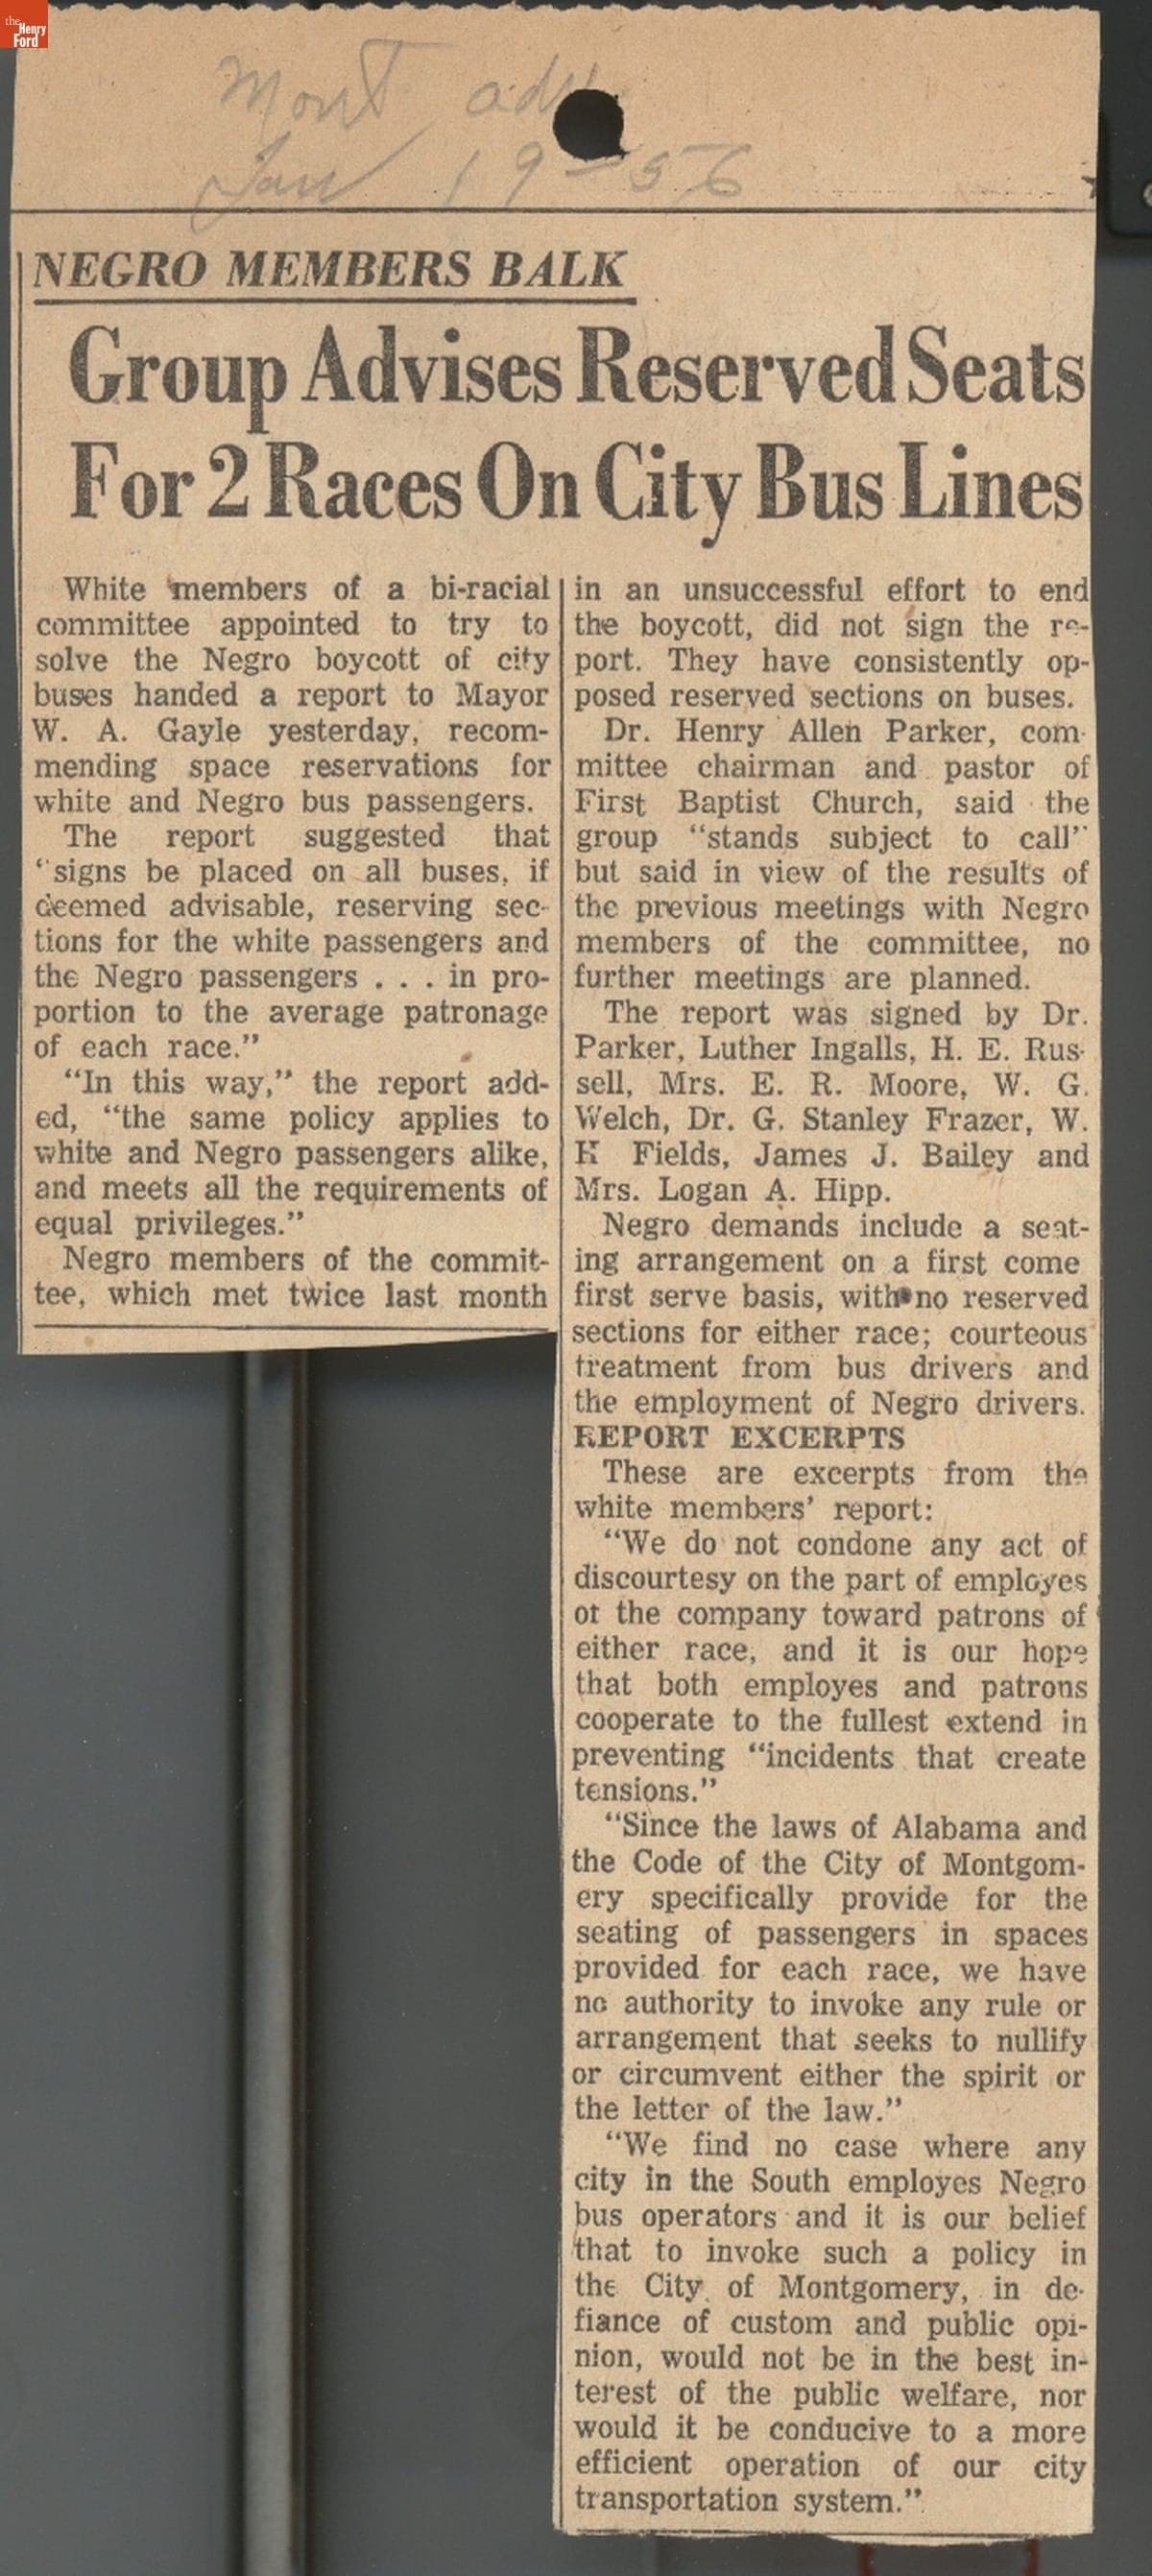 the
Henry
Ford
Mont adv
Jan 19-56
NEGRO MEMBERS BALK
Group Advises Reserved Seats
For 2 Races On City Bus Lines
White members of a bi-racial
committee appointed to try to
solve the Negro boycott of city
buses handed a report to Mayor
W. A. Gayle yesterday, recom-
mending space reservations for
white and Negro bus passengers.
The report suggested that
"signs be placed on all buses, if
deemed advisable, reserving sec-
tions for the white passengers and
the Negro passengers . . . in pro-
portion to the average patronage
of each race."
"In this way," the report add-
ed, "the same policy applies to
white and Negro passengers alike,
and meets all the requirements of
equal privileges."
Negro members of the commit-
tee, which met twice last month
in an unsuccessful effort to end
the boycott, did not sign the re-
port. They have consistently op-
posed reserved sections on buses.
Dr. Henry Allen Parker, com-
mittee chairman and pastor of
First Baptist Church, said the
group "stands subject to call"
but said in view of the results of
the previous meetings with Negro
members of the committee, no
further meetings are planned.
The report was signed by Dr.
Parker, Luther Ingalls, H. E. Rus-
sell, Mrs. E. R. Moore, W. G.
Welch, Dr. G. Stanley Frazer, W.
K Fields, James J. Bailey and
Mrs. Logan A. Hipp.
Negro demands include a seat-
ing arrangement on a first come
first serve basis, with no reserved
sections for either race; courteous
treatment from bus drivers and
the employment of Negro drivers.
REPORT EXCERPTS
These are excerpts from the
white members' report:
"We do not condone any act of
discourtesy on the part of employes
of the company toward patrons of
either race, and it is our hope
that both employes and patrons
cooperate to the fullest extend in
preventing "incidents that create
tensions."
"Since the laws of Alabama and
the Code of the City of Montgom-
ery specifically provide for the
seating of passengers in spaces
provided for each race, we have
no authority to invoke any rule or
arrangement that seeks to nullify
or circumvent either the spirit or
the letter of the law."
"We find no case where any
city in the South employes Negro
bus operators and it is our belief
that to invoke such a policy in
the City of Montgomery, in de-
fiance of custom and public opi-
nion, would not be in the best in-
terest of the public welfare, nor
would it be conducive to a more
efficient operation of our city
transportation system."